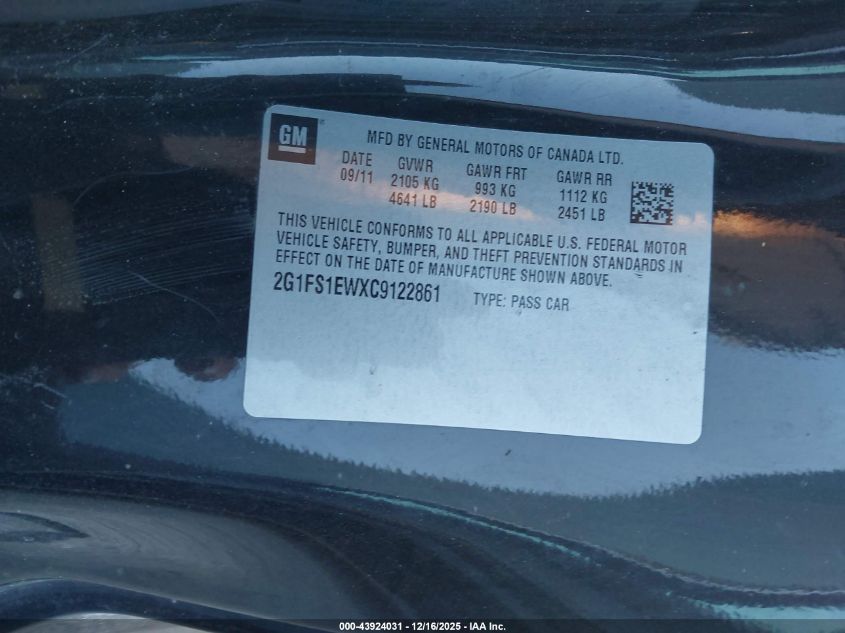 GM
MFD BY GENERAL MOTORS OF CANADA LTD.
DATE GVWR GAWR FRT GAWR RR
09/11 2105 KG 993 KG 1112 KG
4641 LB 2190 LB 2451 LB
THIS VEHICLE CONFORMS TO ALL APPLICABLE U.S. FEDERAL MOTOR
VEHICLE SAFETY, BUMPER, AND THEFT PREVENTION STANDARDS IN
EFFECT ON THE DATE OF MANUFACTURE SHOWN ABOVE.
2G1FS1EWXC9122861 TYPE: PASS CAR
000-43924031 - 12/16/2025 - IAA Inc.